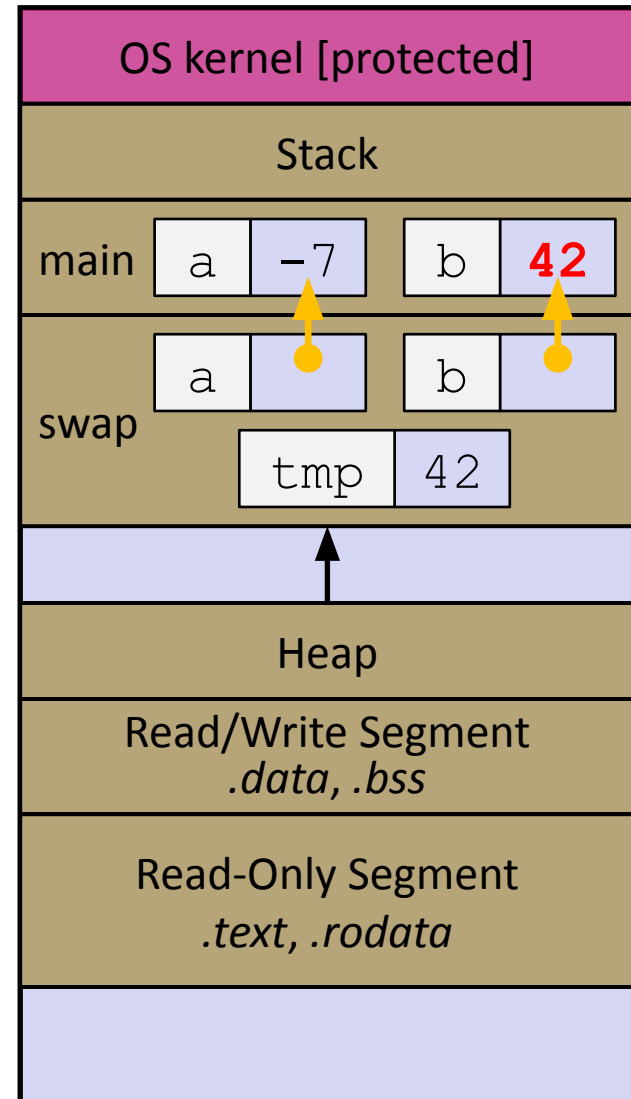 OS kernel [protected]
Stack
main a -7 b 42
swap a b
tmp 42
Heap
Read/Write Segment
.data, .bss
Read-Only Segment
.text, .rodata